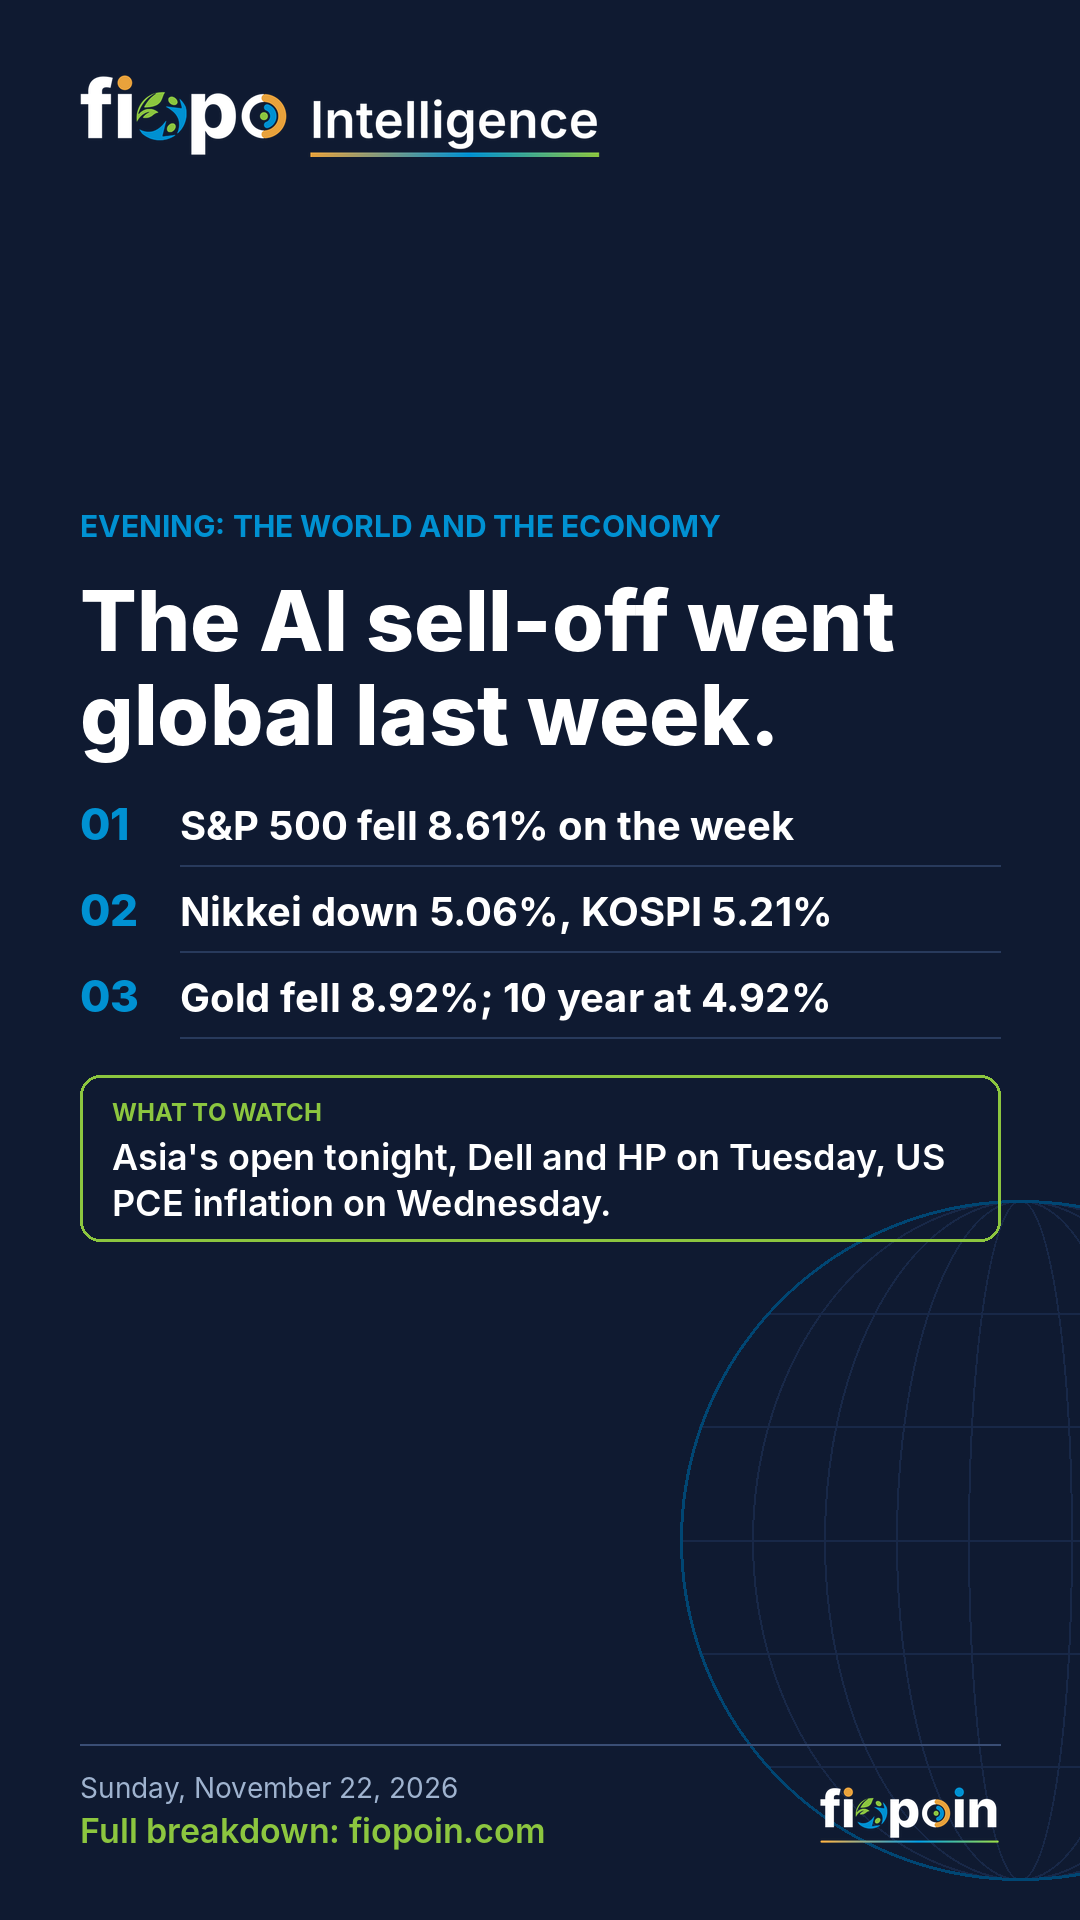 fiopo Intelligence
EVENING: THE WORLD AND THE ECONOMY
The AI sell-off went
global last week.
01 S&P 500 fell 8.61% on the week
02 Nikkei down 5.06%, KOSPI 5.21%
03 Gold fell 8.92%; 10 year at 4.92%
WHAT TO WATCH
Asia's open tonight, Dell and HP on Tuesday, US
PCE inflation on Wednesday.
Sunday, November 22, 2026
Full breakdown: fiopoin.com
fiopoin